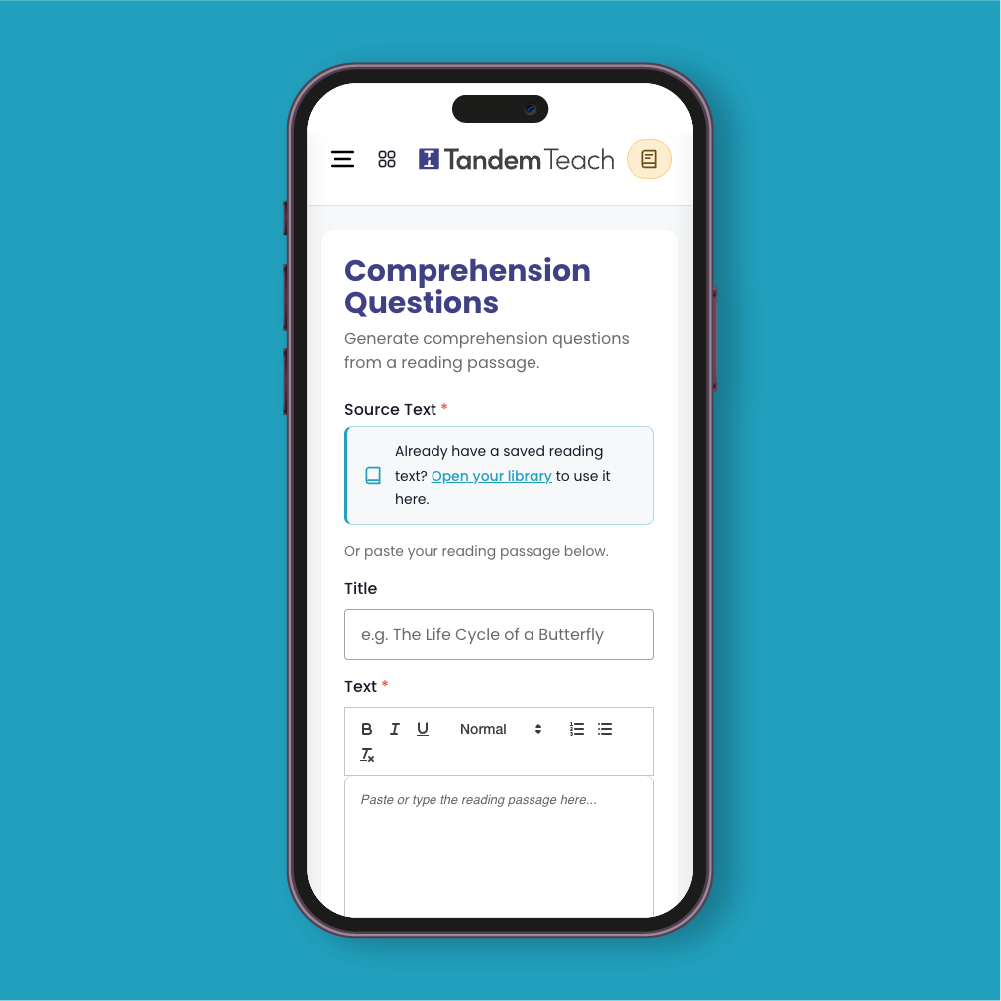 TandemTeach
Comprehension
Questions
Generate comprehension questions
from a reading passage.
Source Text *
Already have a saved reading
text? Open your library to use it
here.
Or paste your reading passage below.
Title
e.g. The Life Cycle of a Butterfly
Text *
B I U Normal
Tx
Paste or type the reading passage here...